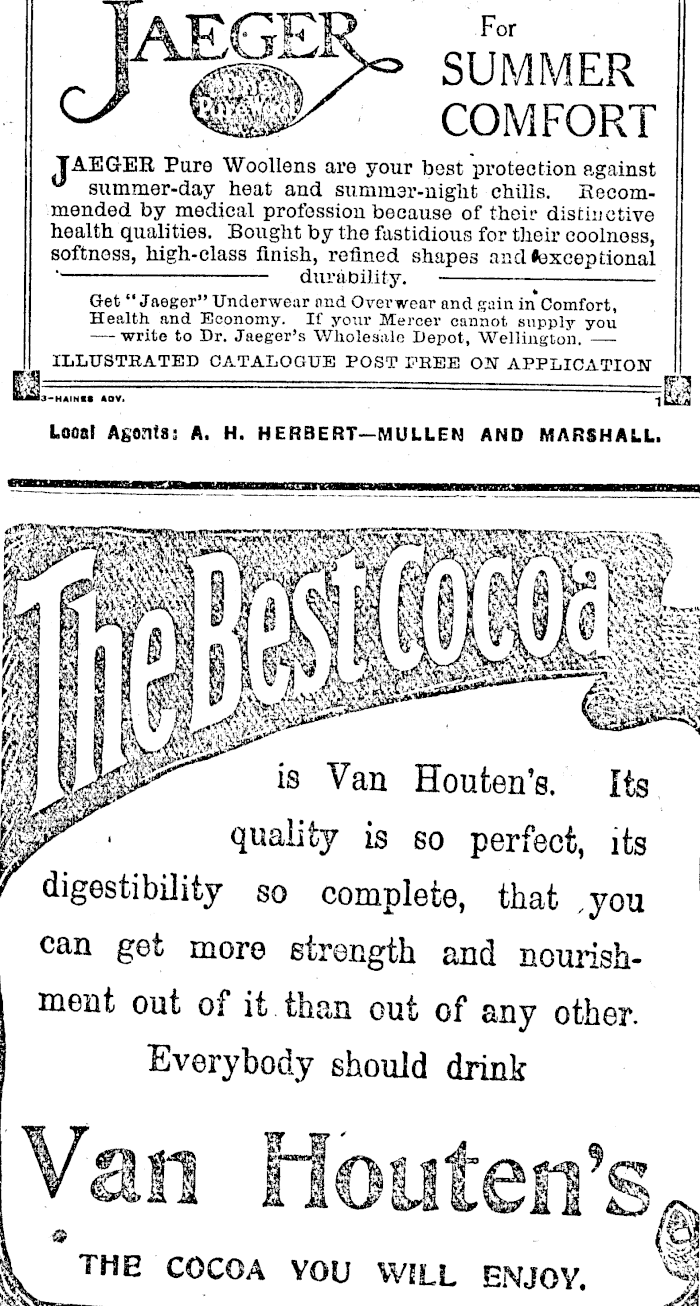 JAEGER
Fine
Pure Wool
For
SUMMER
COMFORT
JAEGER Pure Woollens are your best protection against
summer-day heat and summer-night chills. Recom-
mended by medical profession because of their distinctive
health qualities. Bought by the fastidious for their coolness,
softness, high-class finish, refined shapes and exceptional
durability.
Get "Jaeger" Underwear and Overwear and gain in Comfort,
Health and Economy. If your Mercer cannot supply you
— write to Dr. Jaeger's Wholesale Depot, Wellington. —
ILLUSTRATED CATALOGUE POST FREE ON APPLICATION
3-HAINES ADV.
1
Local Agents: A. H. HERBERT—MULLEN AND MARSHALL.
The Best Cocoa
is Van Houten's. Its
quality is so perfect, its
digestibility so complete, that you
can get more strength and nourish-
ment out of it than out of any other.
Everybody should drink
Van Houten's
THE COCOA YOU WILL ENJOY.